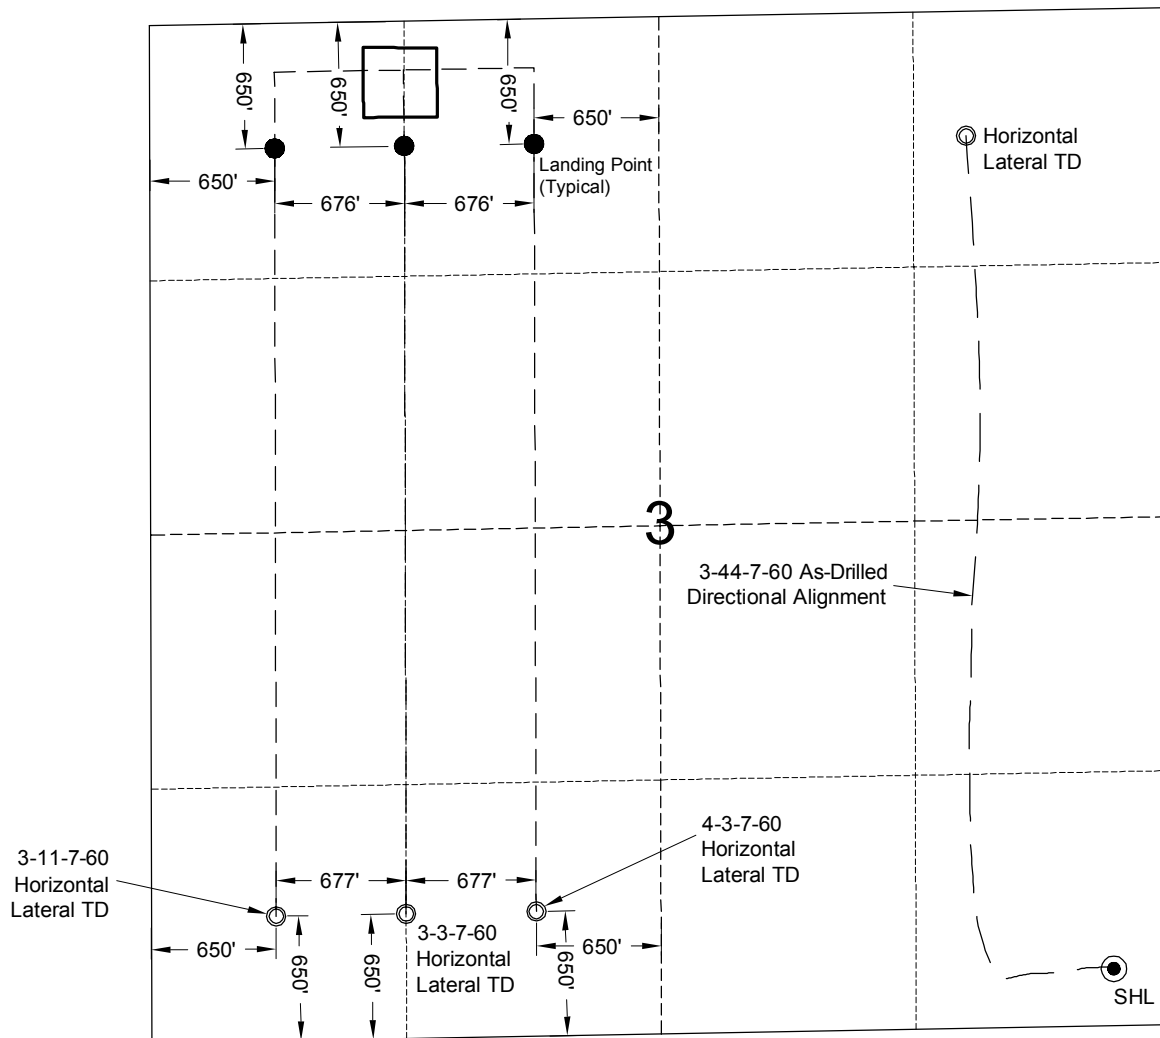 650'
650'
650'
650'
Horizontal
Lateral TD
Landing Point
(Typical)
650'
676'
676'
3
3-44-7-60 As-Drilled
Directional Alignment
4-3-7-60
Horizontal
Lateral TD
3-11-7-60
Horizontal
Lateral TD
677'
677'
3-3-7-60
Horizontal
Lateral TD
650'
650'
650'
650'
650'
SHL